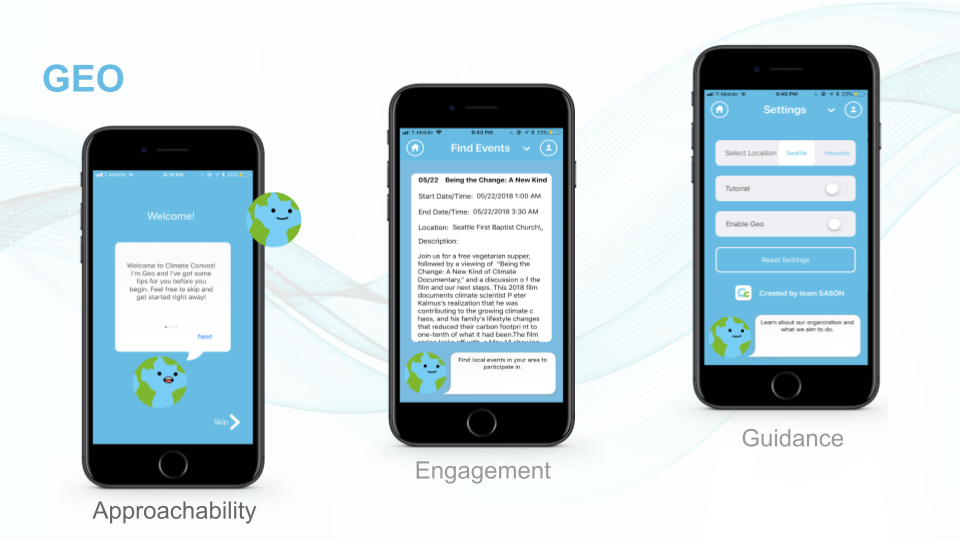 GEO
T-Mobile
Welcome!
Welcome to Climate Convos!
I'm Geo and I've got some
tips for you before you
begin. Feel free to skip and
get started right away!
Next
Skip
Approachability
T-Mobile 9:43 PM
Find Events
05/22 Being the Change: A New Kind
Start Date/Time: 05/22/2018 1:00 AM
End Date/Time: 05/22/2018 3:30 AM
Location: Seattle First Baptist Church\,
Description:
Join us for a free vegetarian supper,
followed by a viewing of "Being the
Change: A New Kind of Climate
Documentary," and a discussion o f the
film and our next steps. This 2018 film
documents climate scientist P eter
Kalmus's realization that he was
contributing to the growing climate c
haos, and his family's lifestyle changes
that reduced their carbon footpri nt to
one-tenth of what it had been.The film
Find local events in your area to
participate in.
Engagement
T-Mobile 9:45 PM 23%
Settings
Select Location Seattle Houston
Tutorial
Enable Geo
Reset Settings
Created by team SASON
Learn about our organization and
what we aim to do.
Guidance